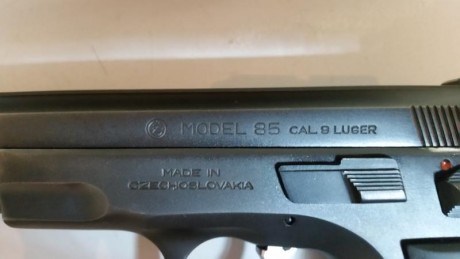 MODEL 85 CAL.9 LUGER
MADE IN
CZECHOSLOVAKIA